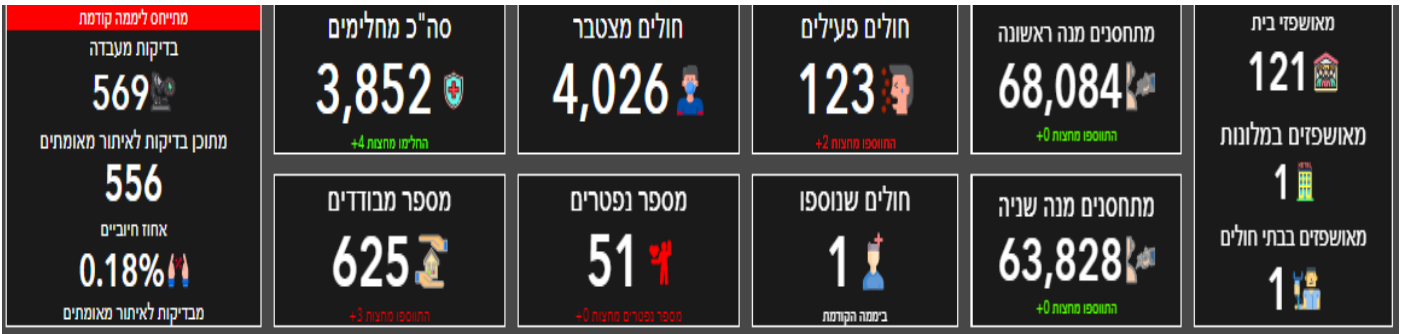 מאושפזי בית
121
מאושפזים במלונות
1
מאושפזים בבתי חולים
1
מתחסנים מנה ראשונה
68,084
התווספו מחצות 0+
מתחסנים מנה שניה
63,828
התווספו מחצות 0+
חולים פעילים
123
התווספו מחצות 2+
חולים שנוספו
1
ביממה הקודמת
חולים מצטבר
4,026
מספר נפטרים
51
מספר נפטרים מחצות 0+
סה"כ מחלימים
3,852
החלימו מחצות 4+
מספר מבודדים
625
התווספו מחצות 3+
מתייחס ליממה קודמת
בדיקות מעבדה
569
מתוכן בדיקות לאיתור מאומתים
556
אחוז חיוביים
0.18%
מבדיקות לאיתור מאומתים